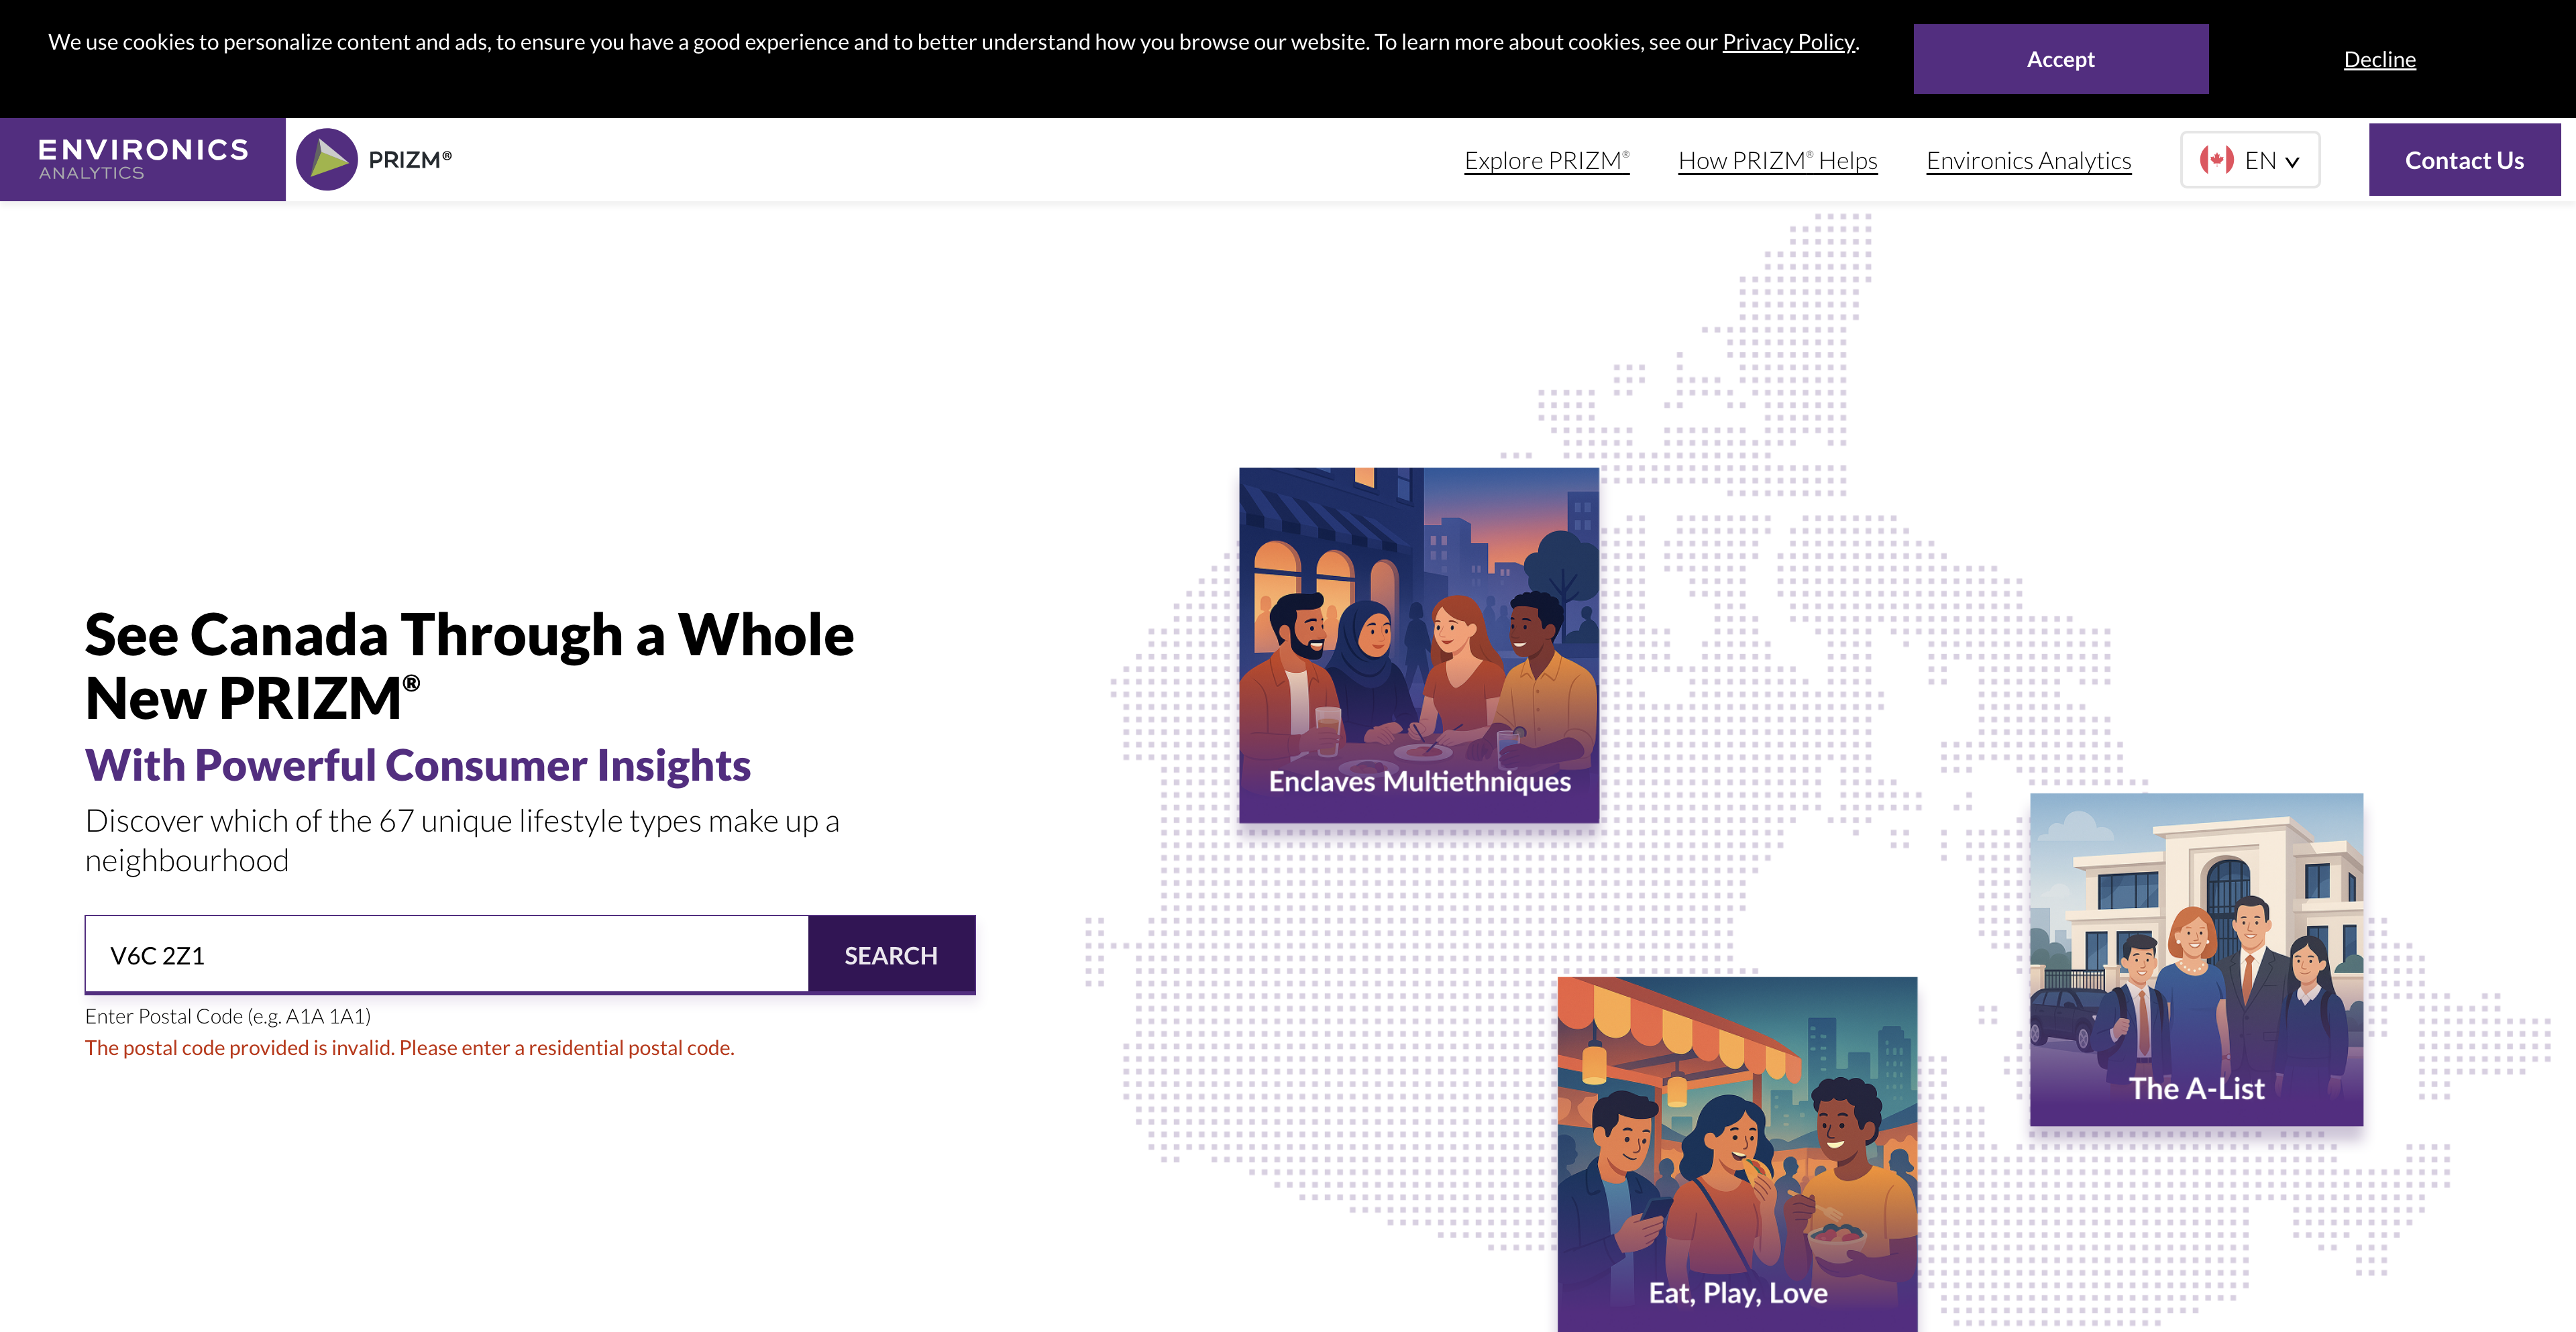 We use cookies to personalize content and ads, to ensure you have a good experience and to better understand how you browse our website. To learn more about cookies, see our Privacy Policy.
Accept
Decline
ENVIRONICS
ANALYTICS
PRIZM®
Explore PRIZM®
How PRIZM® Helps
Environics Analytics
EN
Contact Us
See Canada Through a Whole
New PRIZM®
With Powerful Consumer Insights
Discover which of the 67 unique lifestyle types make up a
neighbourhood
V6C 2Z1
SEARCH
Enter Postal Code (e.g. A1A 1A1)
The postal code provided is invalid. Please enter a residential postal code.
Enclaves Multiethniques
The A-List
Eat, Play, Love